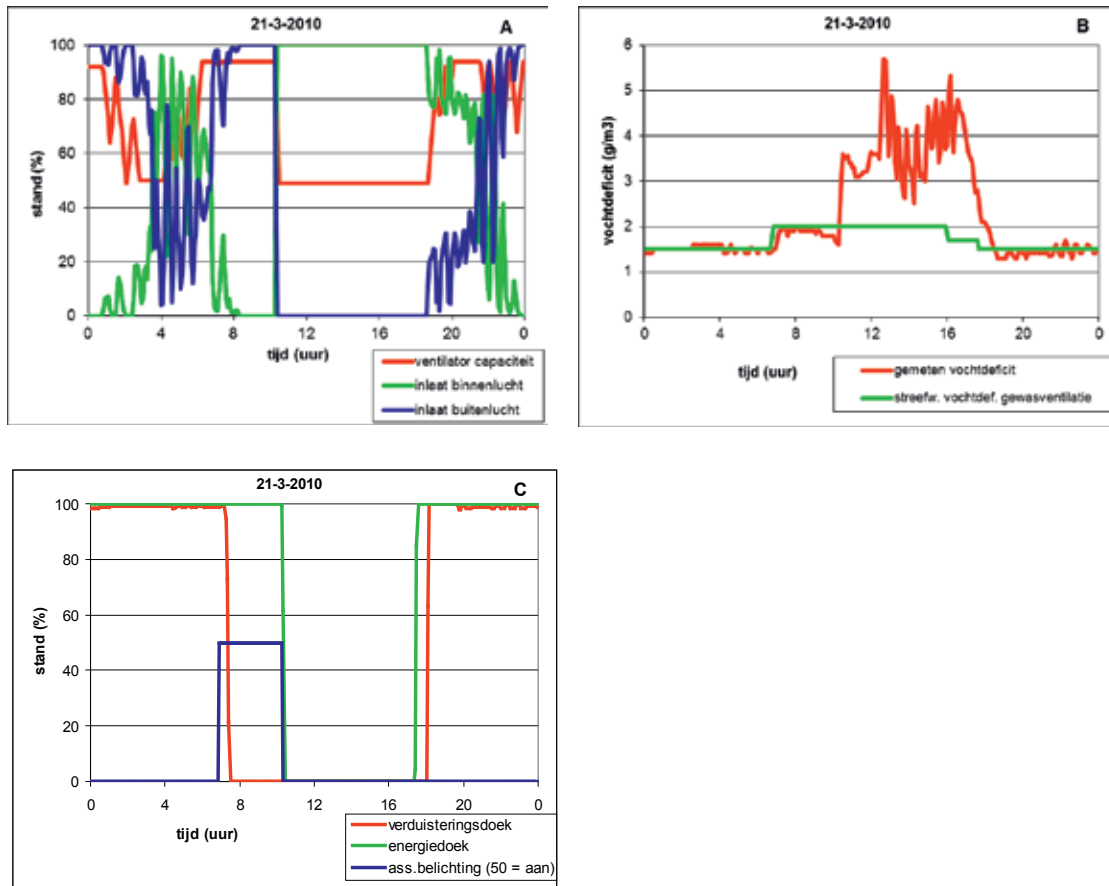 21-3-2010
A
100
80
60
40
20
0
stand (%)
0 4 8 12 16 20 0
tijd (uur)
ventilator capaciteit
inlaat binnenlucht
inlaat buitenlucht
21-3-2010
B
6
5
4
3
2
1
0
vochtdeficit (g/m3)
0 4 8 12 16 20 0
tijd (uur)
gemeten vochtdeficit
streefw. vochtdef. gewasventilatie
21-3-2010
C
100
80
60
40
20
0
stand (%)
0 4 8 12 16 20 0
tijd (uur)
verduisteringsdoek
energiedoek
ass.belichting (50 = aan)